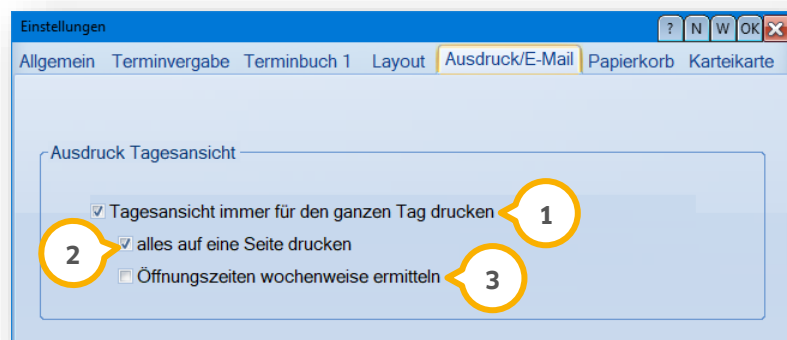 Einstellungen ? N W OK X
Allgemein Terminvergabe Terminbuch 1 Layout Ausdruck/E-Mail Papierkorb Karteikarte
Ausdruck Tagesansicht
Tagesansicht immer für den ganzen Tag drucken 1
2 alles auf eine Seite drucken
Öffnungszeiten wochenweise ermitteln 3